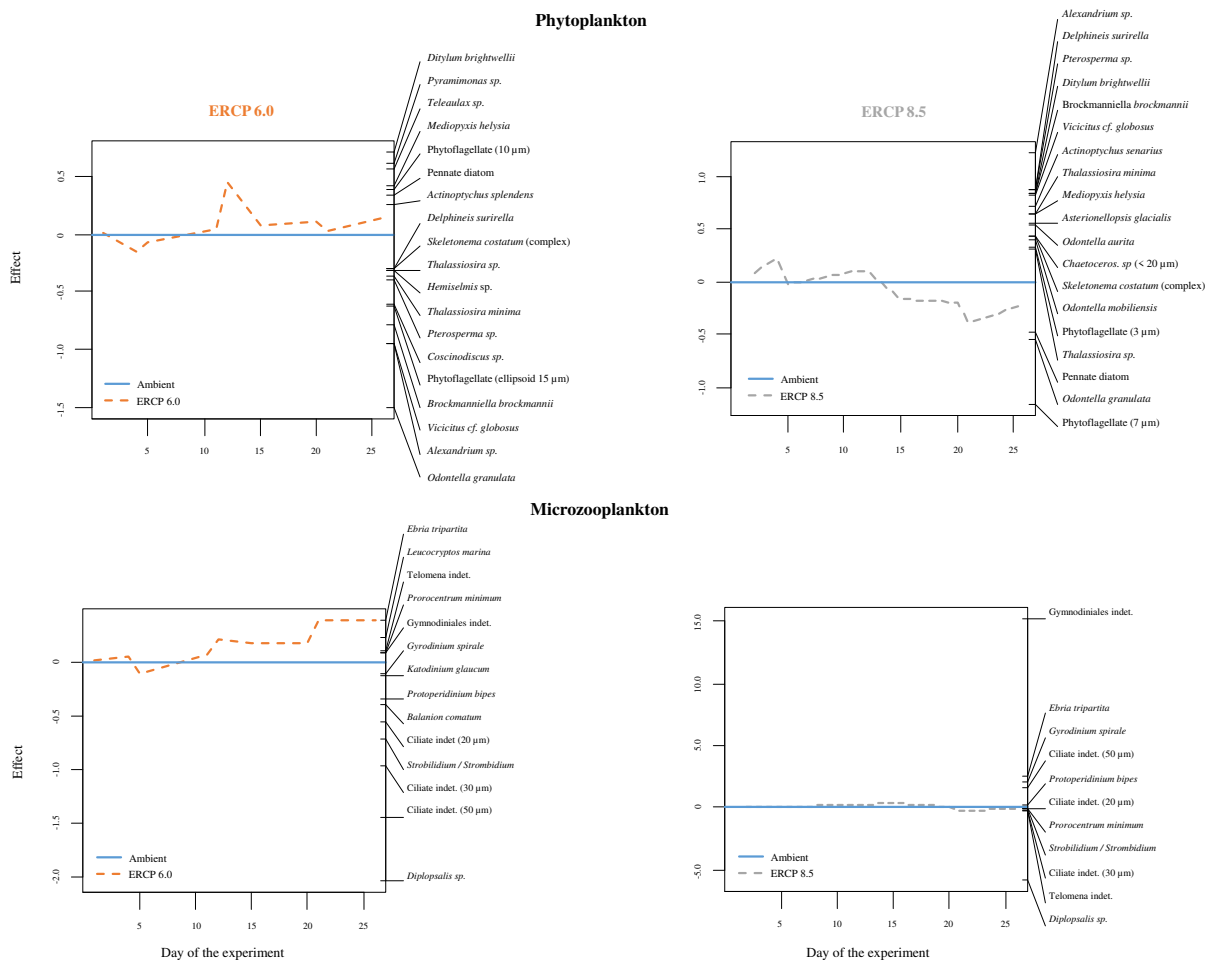 Phytoplankton
ERCP 6.0
Effect
0.5
0
-0.5
-1.0
-1.5
5
10
15
20
25
Ambient
ERCP 6.0
Ditylum brightwellii
Pyramimonas sp.
Teleaulax sp.
Mediopyxis helysia
Phytoflagellate (10 µm)
Pennate diatom
Actinoptychus splendens
Delphineis surirella
Skeletonema costatum (complex)
Thalassiosira sp.
Hemiselmis sp.
Thalassiosira minima
Pterosperma sp.
Coscinodiscus sp.
Phytoflagellate (ellipsoid 15 µm)
Brockmanniella brockmannii
Vicicitus cf. globosus
Alexandrium sp.
Odontella granulata
ERCP 8.5
1.0
0.5
0
-0.5
-1.0
5
10
15
20
25
Ambient
ERCP 8.5
Alexandrium sp.
Delphineis surirella
Pterosperma sp.
Ditylum brightwellii
Brockmanniella brockmannii
Vicicitus cf. globosus
Actinoptychus senarius
Thalassiosira minima
Mediopyxis helysia
Asterionellopsis glacialis
Odontella aurita
Chaetoceros. sp (< 20 µm)
Skeletonema costatum (complex)
Odontella mobiliensis
Phytoflagellate (3 µm)
Thalassiosira sp.
Pennate diatom
Odontella granulata
Phytoflagellate (7 µm)
Microzooplankton
Effect
0
-0.5
-1.0
-1.5
-2.0
5
10
15
20
25
Day of the experiment
Ambient
ERCP 6.0
Ebria tripartita
Leucocryptos marina
Telomena indet.
Prorocentrum minimum
Gymnodiniales indet.
Gyrodinium spirale
Katodinium glaucum
Protoperidinium bipes
Balanion comatum
Ciliate indet (20 µm)
Strobilidium / Strombidium
Ciliate indet. (30 µm)
Ciliate indet. (50 µm)
Diplopsalis sp.
15.0
10.0
5.0
0
-5.0
5
10
15
20
25
Day of the experiment
Ambient
ERCP 8.5
Gymnodiniales indet.
Ebria tripartita
Gyrodinium spirale
Ciliate indet. (50 µm)
Protoperidinium bipes
Ciliate indet. (20 µm)
Prorocentrum minimum
Strobilidium / Strombidium
Ciliate indet. (30 µm)
Telomena indet.
Diplopsalis sp.